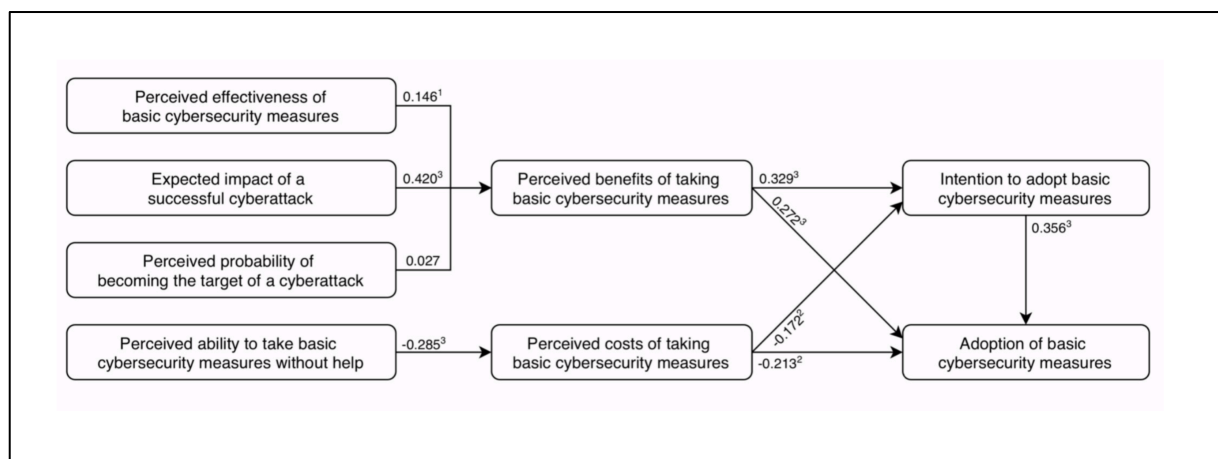 Perceived effectiveness of
basic cybersecurity measures
0.146¹
Expected impact of a
successful cyberattack
0.420³
Perceived probability of
becoming the target of a cyberattack
0.027
Perceived ability to take basic
cybersecurity measures without help
-0.285³
Perceived benefits of taking
basic cybersecurity measures
0.329³
0.272³
Perceived costs of taking
basic cybersecurity measures
-0.172²
-0.213²
Intention to adopt basic
cybersecurity measures
0.356³
Adoption of basic
cybersecurity measures